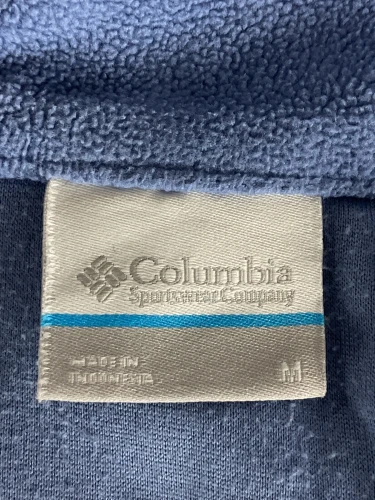 Columbia
Sportswear Company
MADE IN
INDONESIA
M